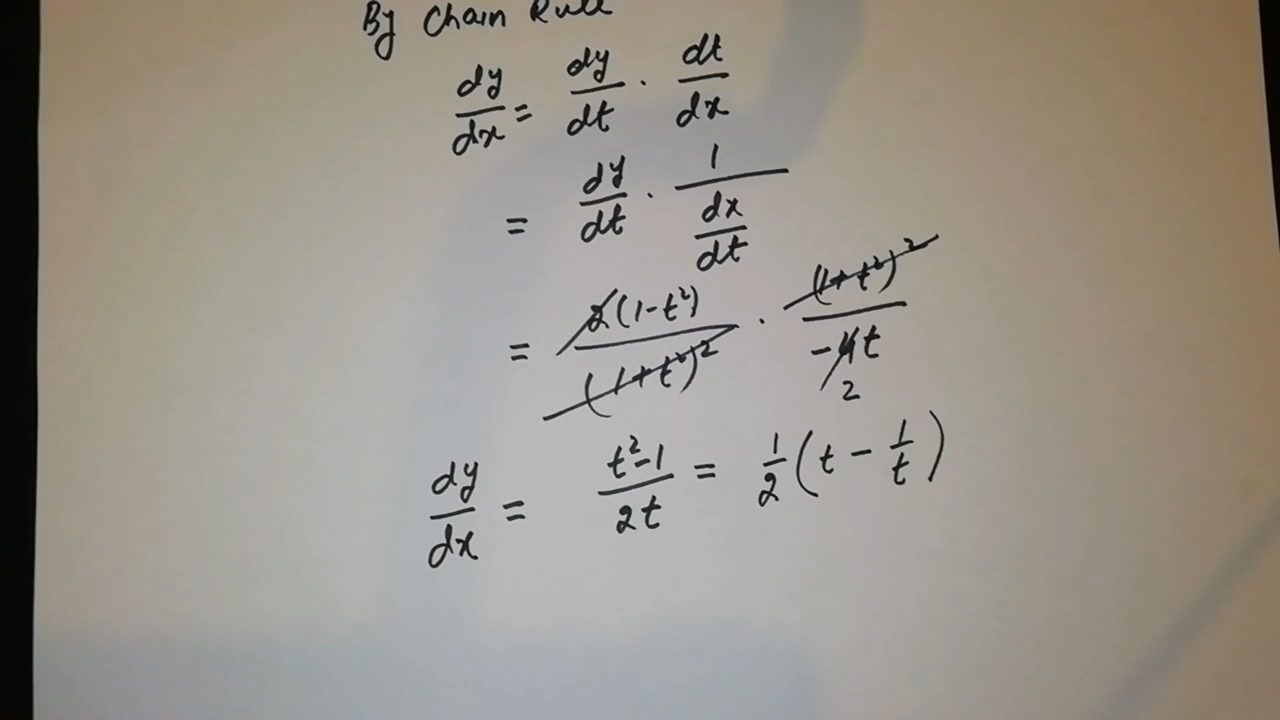 By Chain Rule
dy/dx = dy/dt · dt/dx
= dy/dt · 1/(dx/dt)
= 2(1-t²)/(1+t²)² · (1+t²)²/-4t 2
dy/dx = t²-1/2t = 1/2(t - 1/t)